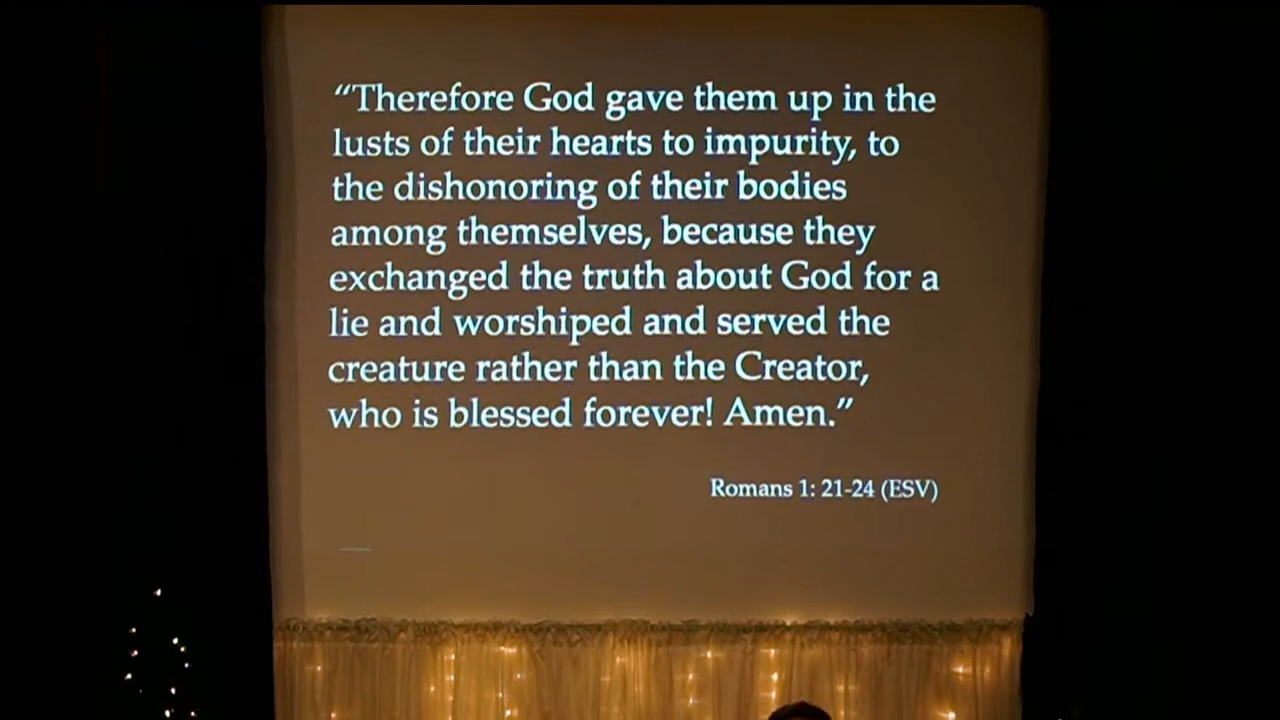 “Therefore God gave them up in the
lusts of their hearts to impurity, to
the dishonoring of their bodies
among themselves, because they
exchanged the truth about God for a
lie and worshiped and served the
creature rather than the Creator,
who is blessed forever! Amen.”
Romans 1: 21-24 (ESV)